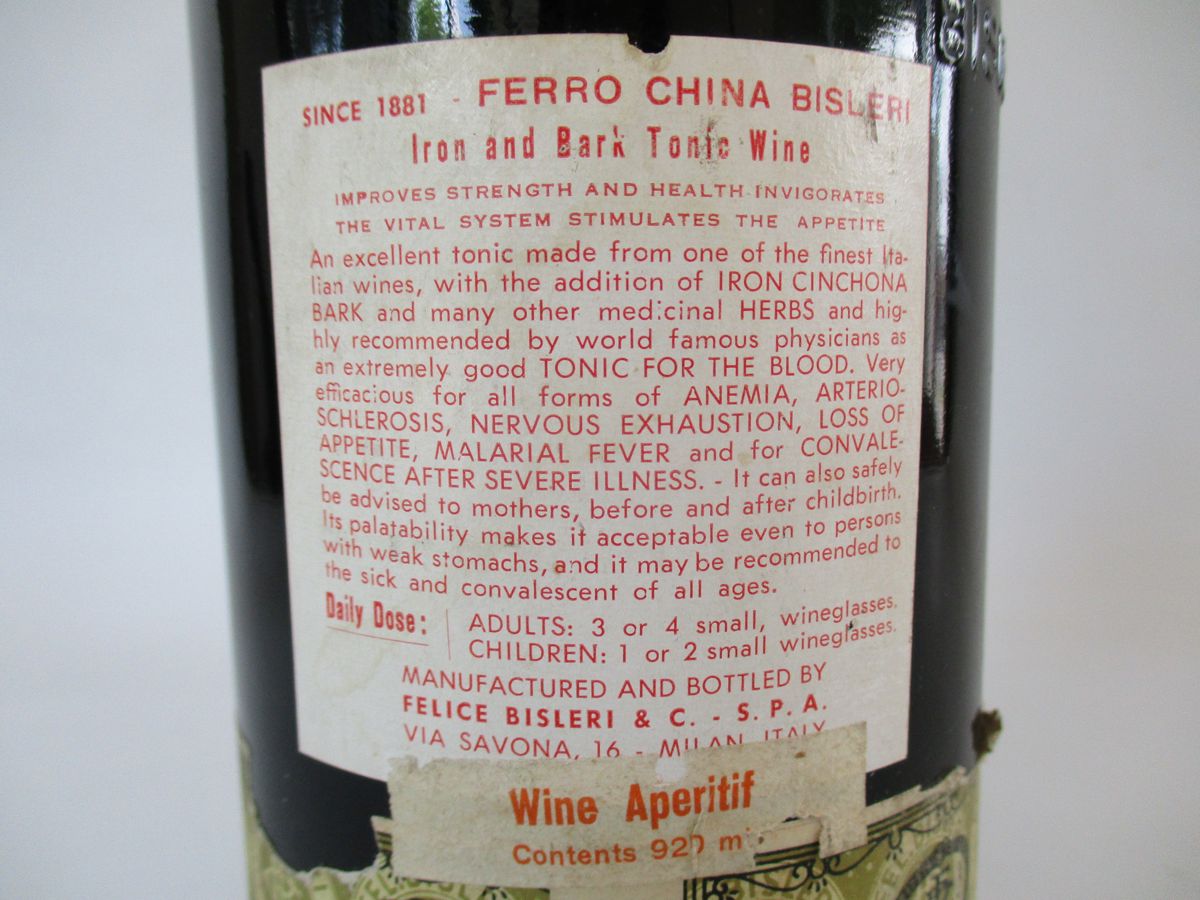 SINCE 1881 - FERRO CHINA BISLERI
Iron and Bark Tonic Wine
IMPROVES STRENGTH AND HEALTH INVIGORATES
THE VITAL SYSTEM STIMULATES THE APPETITE
An excellent tonic made from one of the finest Ita-
lian wines, with the addition of IRON CINCHONA
BARK and many other medicinal HERBS and hig-
hly recommended by world famous physicians as
an extremely good TONIC FOR THE BLOOD. Very
efficacious for all forms of ANEMIA, ARTERIO-
SCHLEROSIS, NERVOUS EXHAUSTION, LOSS OF
APPETITE, MALARIAL FEVER and for CONVALE-
SCENCE AFTER SEVERE ILLNESS. - It can also safely
be advised to mothers, before and after childbirth.
Its palatability makes it acceptable even to persons
with weak stomachs, and it may be recommended to
the sick and convalescent of all ages.
Daily Dose:
ADULTS: 3 or 4 small, wineglasses.
CHILDREN: 1 or 2 small wineglasses.
MANUFACTURED AND BOTTLED BY
FELICE BISLERI & C. - S. P. A.
VIA SAVONA, 16 - MILAN, ITALY
Wine Aperitif
Contents 920 m